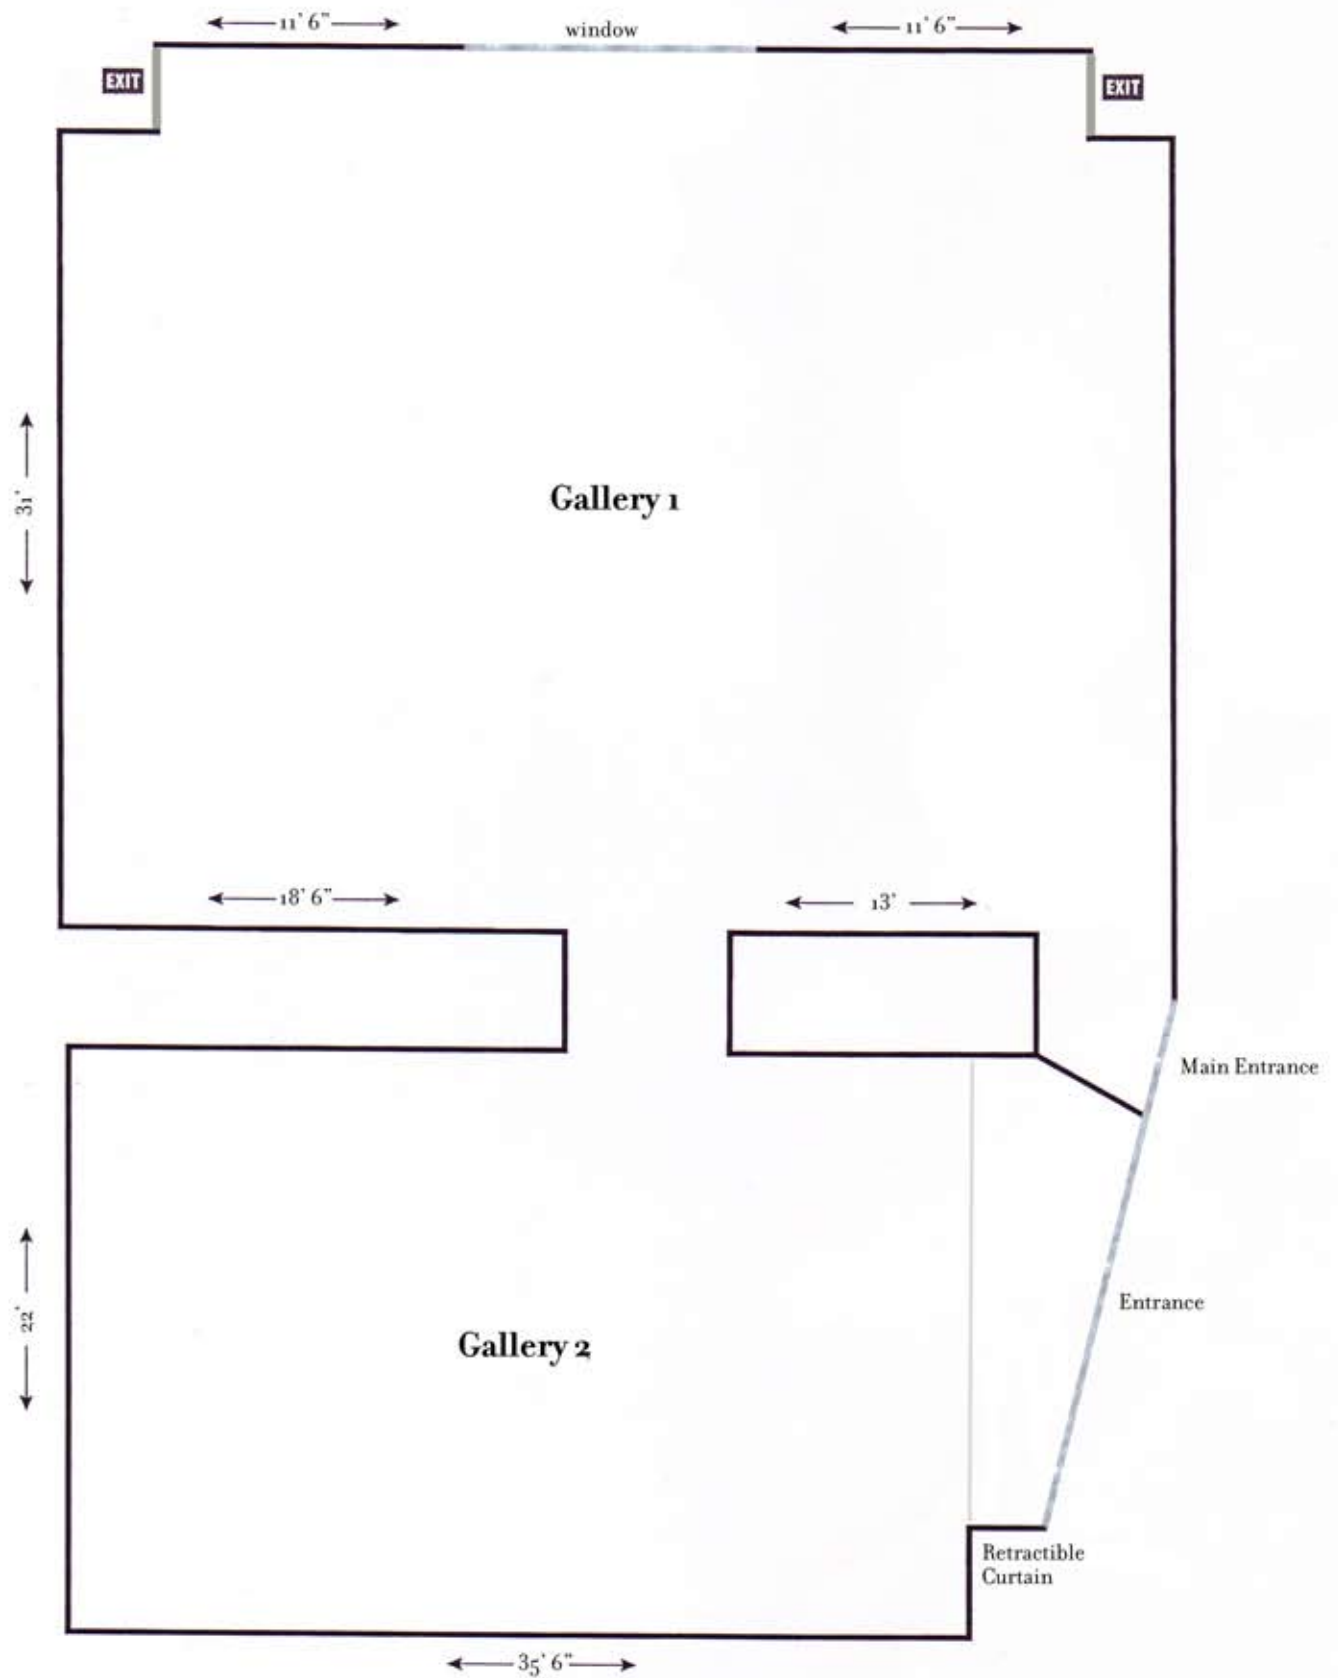 11' 6”
window
11' 6”
EXIT
EXIT
31'
Gallery 1
18' 6”
13'
Main Entrance
Entrance
22'
Gallery 2
Retractible
Curtain
35' 6”